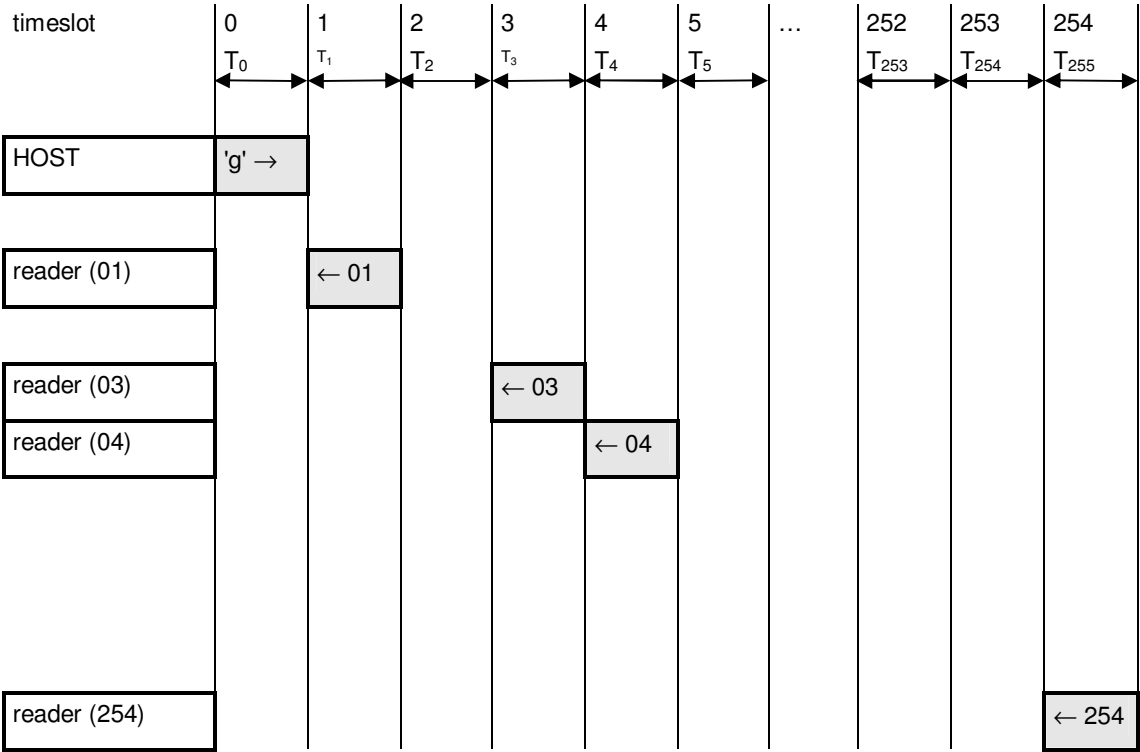 timeslot 0 1 2 3 4 5 … 252 253 254
T0 T1 T2 T3 T4 T5 T253 T254 T255
HOST 'g' →
reader (01) ← 01
reader (03) ← 03
reader (04) ← 04
reader (254) ← 254